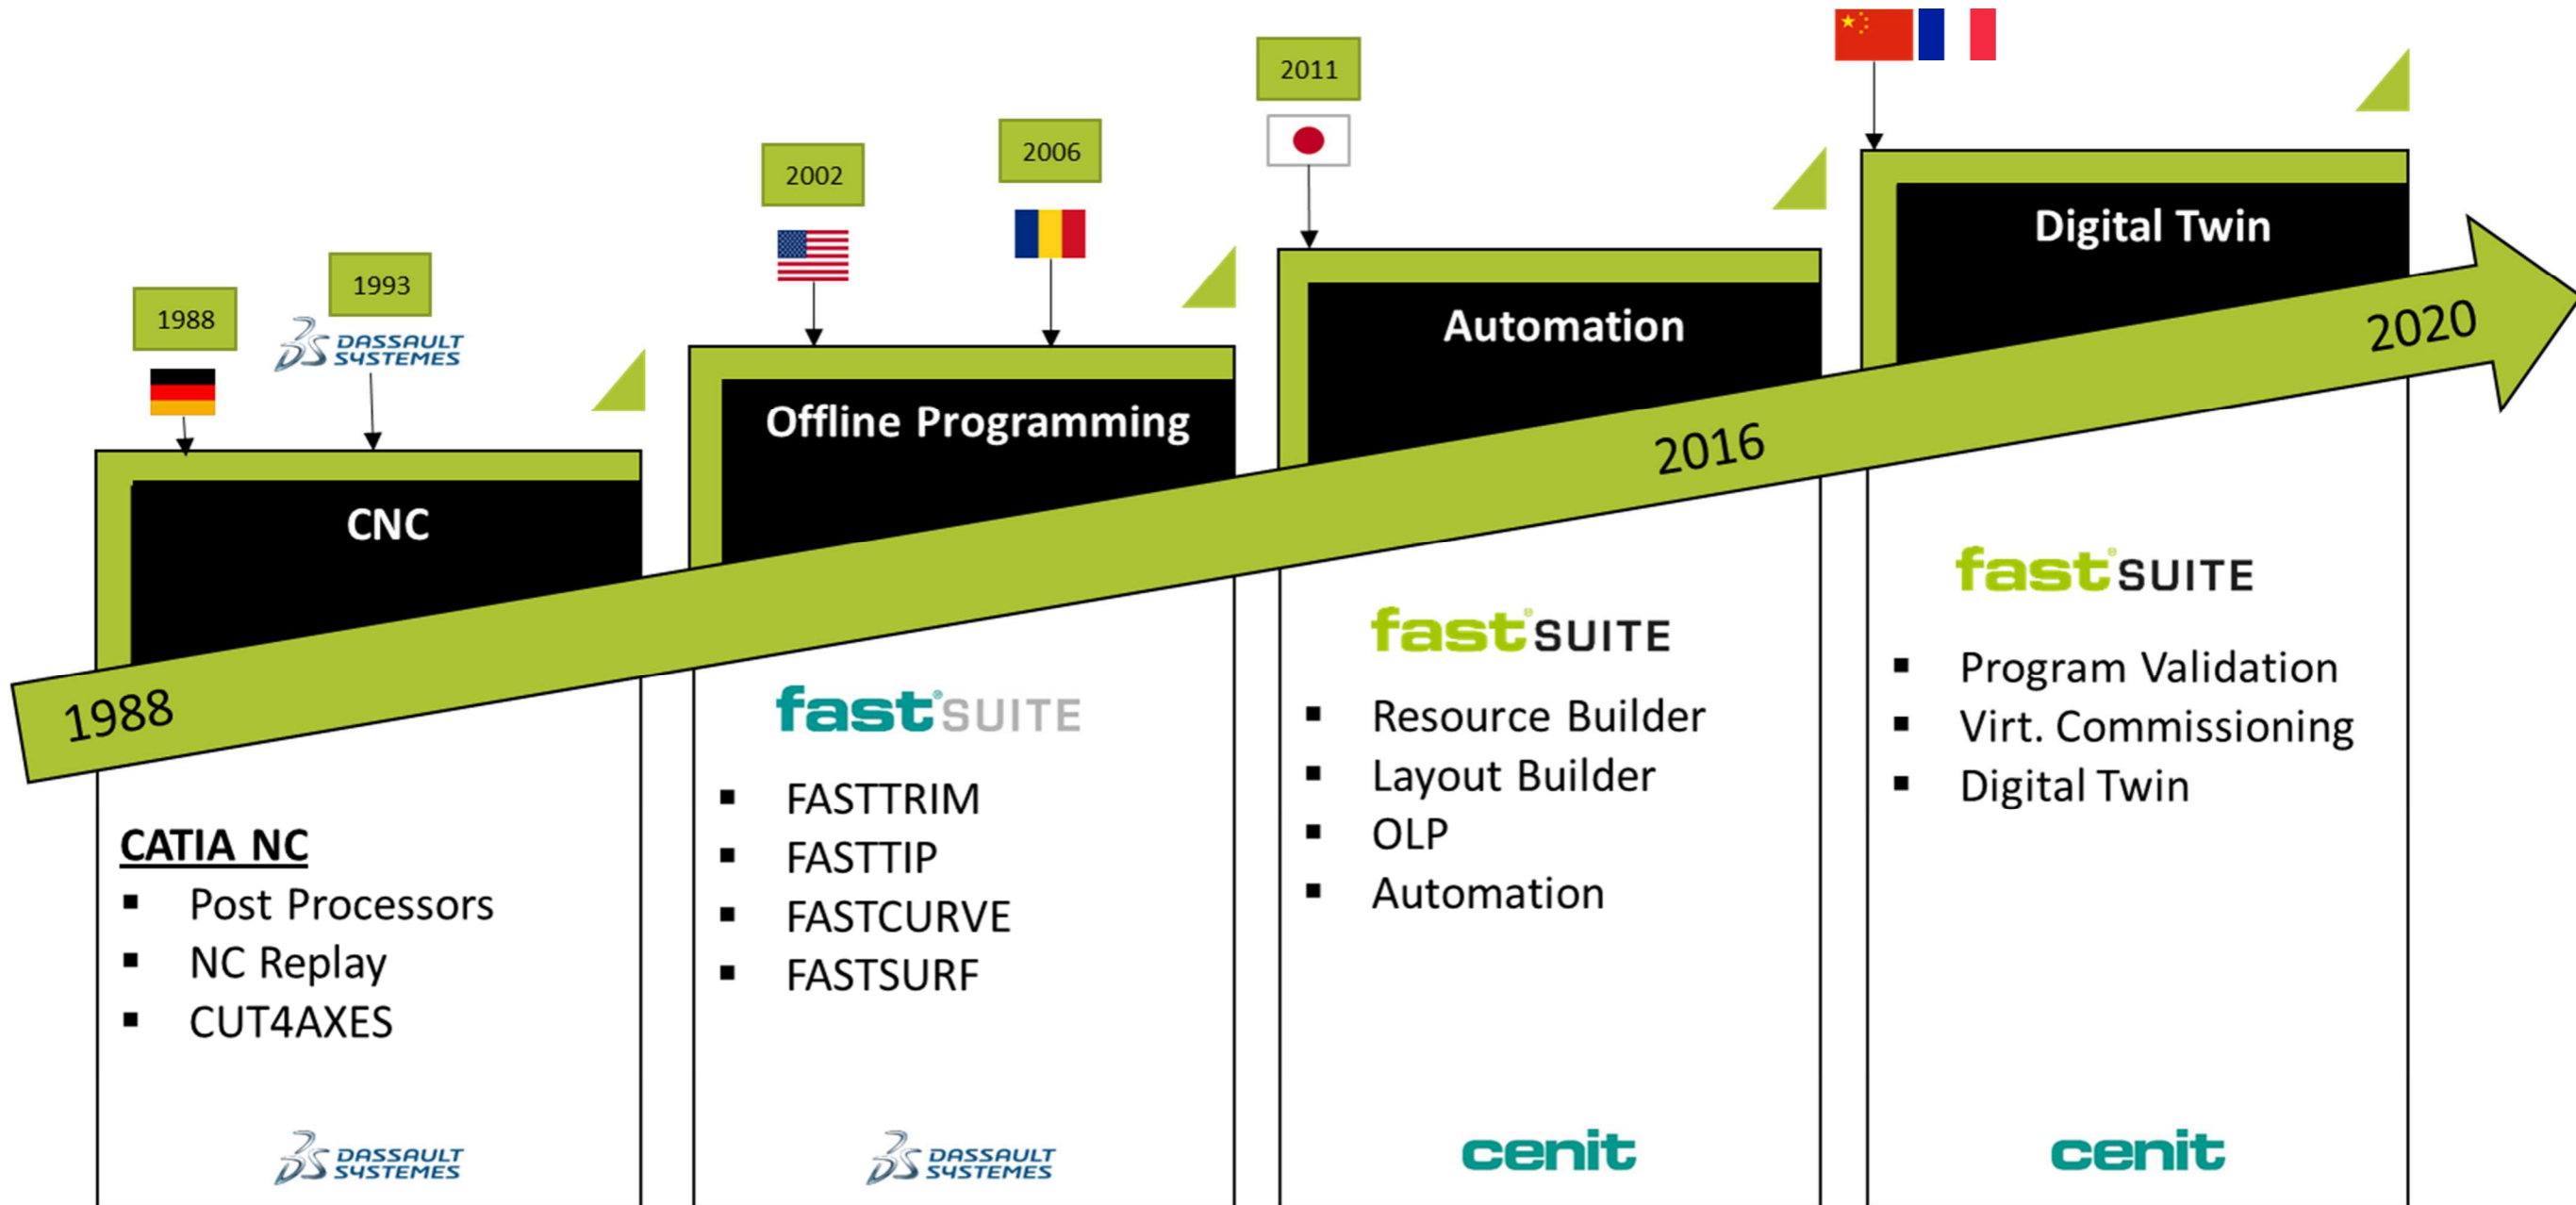 1988
1993
DASSAULT
SYSTEMES
CNC
CATIA NC
▪ Post Processors
▪ NC Replay
▪ CUT4AXES
DASSAULT
SYSTEMES
2002
2006
Offline Programming
fast®SUITE
▪ FASTTRIM
▪ FASTTIP
▪ FASTCURVE
▪ FASTSURF
DASSAULT
SYSTEMES
2011
Automation
fast®SUITE
▪ Resource Builder
▪ Layout Builder
▪ OLP
▪ Automation
cenit
Digital Twin
fast®SUITE
▪ Program Validation
▪ Virt. Commissioning
▪ Digital Twin
cenit
1988
2016
2020